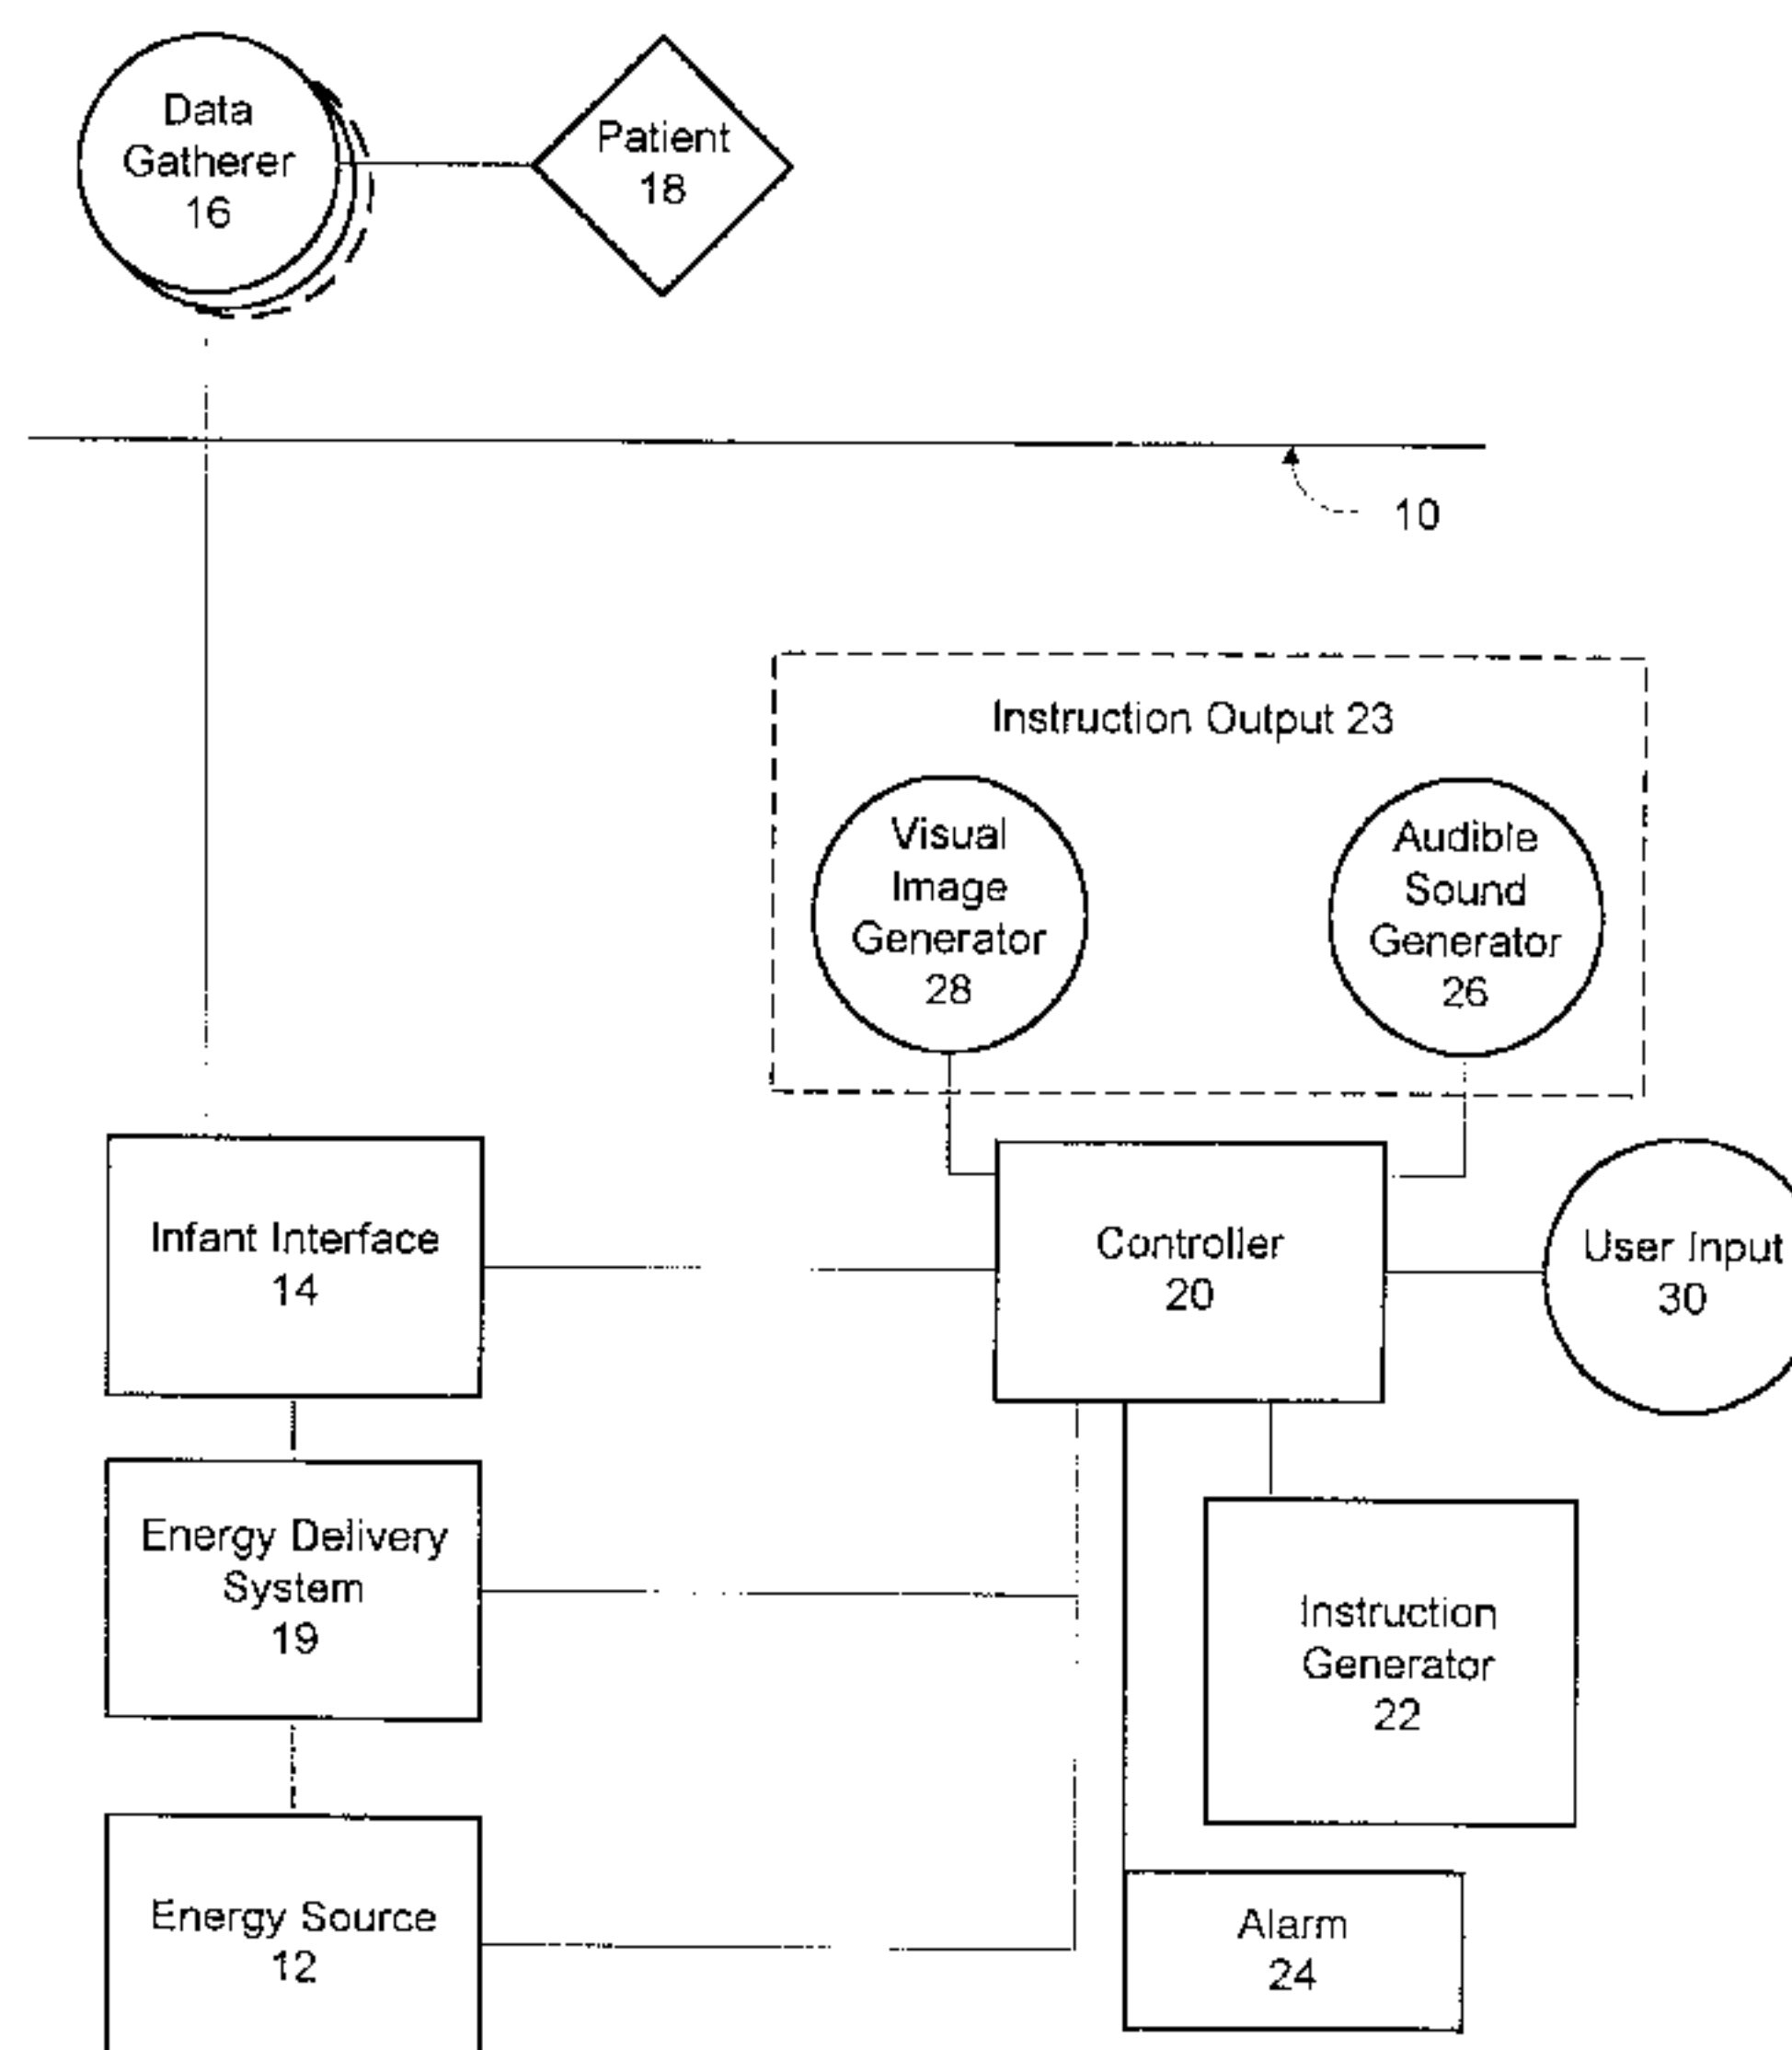 Data
Gatherer
16
Patient
18
10
Instruction Output 23
Visual
Image
Generator
28
Audible
Sound
Generator
26
Infant Interface
14
Controller
20
User Input
30
Energy Delivery
System
19
Instruction
Generator
22
Energy Source
12
Alarm
24